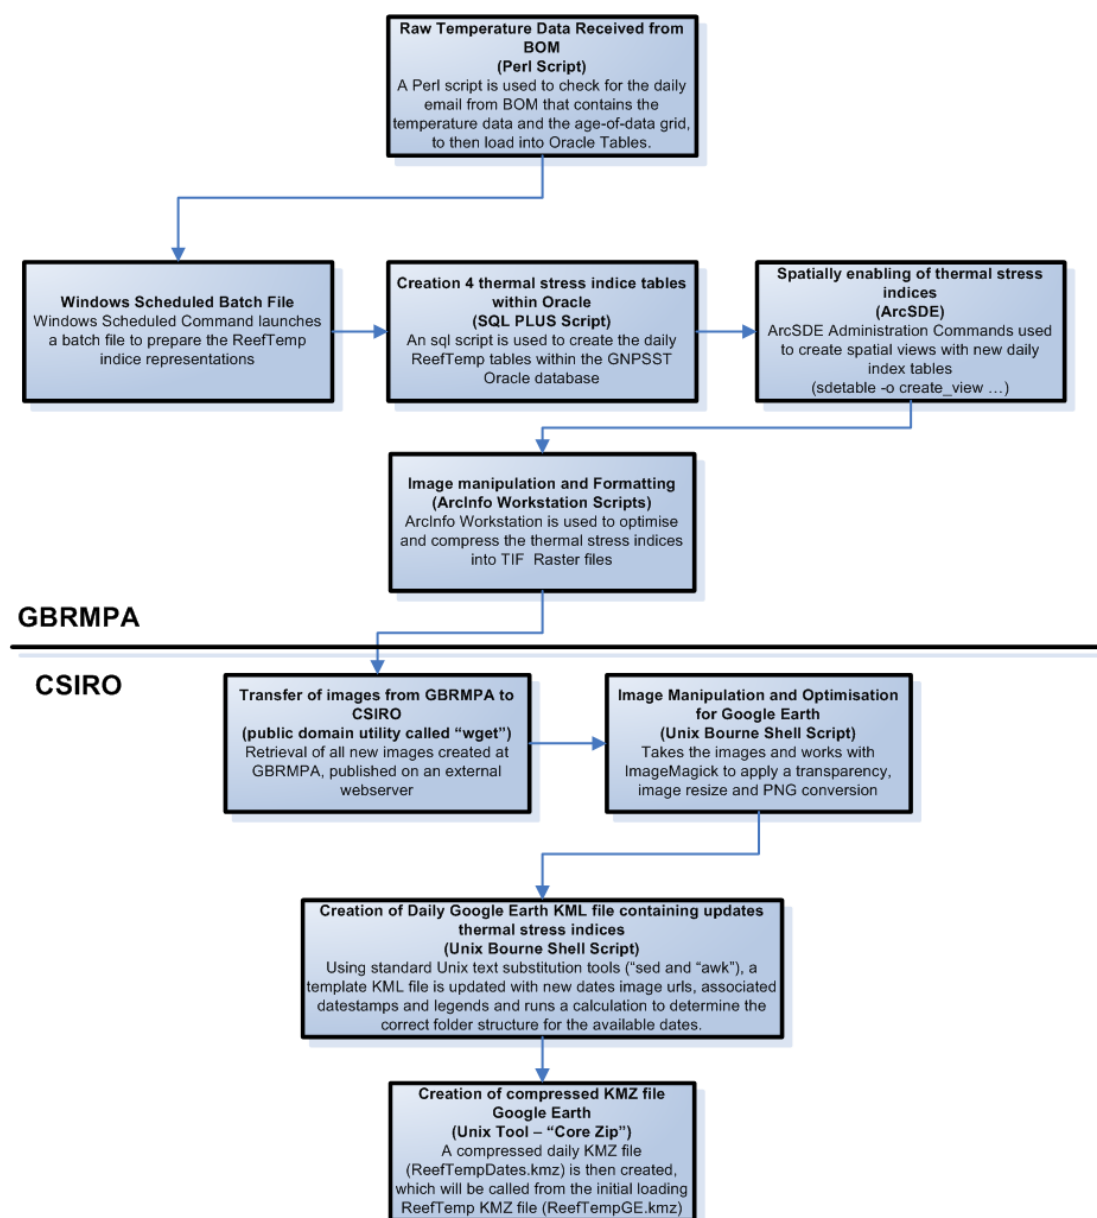 Raw Temperature Data Received from
BOM
(Perl Script)
A Perl script is used to check for the daily
email from BOM that contains the
temperature data and the age-of-data grid,
to then load into Oracle Tables.
Windows Scheduled Batch File
Windows Scheduled Command launches
a batch file to prepare the ReefTemp
indice representations
Creation 4 thermal stress indice tables
within Oracle
(SQL PLUS Script)
An sql script is used to create the daily
ReefTemp tables within the GNPSST
Oracle database
Spatially enabling of thermal stress
indices
(ArcSDE)
ArcSDE Administration Commands used
to create spatial views with new daily
index tables
(sdetable -o create_view …)
Image manipulation and Formatting
(ArcInfo Workstation Scripts)
ArcInfo Workstation is used to optimise
and compress the thermal stress indices
into TIF  Raster files
GBRMPA
CSIRO
Transfer of images from GBRMPA to
CSIRO
(public domain utility called “wget”)
Retrieval of all new images created at
GBRMPA, published on an external
webserver
Image Manipulation and Optimisation
for Google Earth
(Unix Bourne Shell Script)
Takes the images and works with
ImageMagick to apply a transparency,
image resize and PNG conversion
Creation of Daily Google Earth KML file containing updates
thermal stress indices
(Unix Bourne Shell Script)
Using standard Unix text substitution tools (“sed and “awk”), a
template KML file is updated with new dates image urls, associated
datestamps and legends and runs a calculation to determine the
correct folder structure for the available dates.
Creation of compressed KMZ file
Google Earth
(Unix Tool – “Core Zip”)
A compressed daily KMZ file
(ReefTempDates.kmz) is then created,
which will be called from the initial loading
ReefTemp KMZ file (ReefTempGE.kmz)